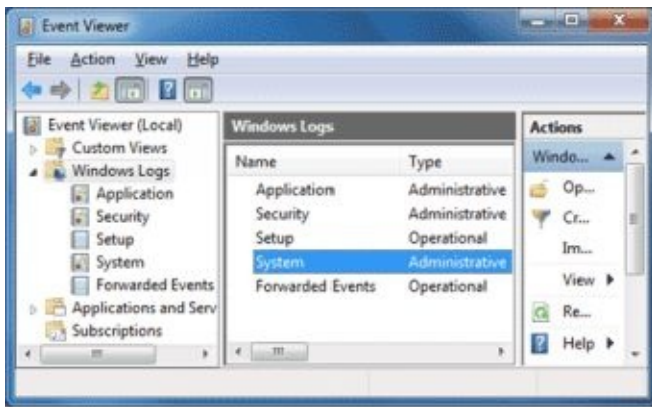 Event Viewer
File Action View Help
Event Viewer (Local)
Custom Views
Windows Logs
Application
Security
Setup
System
Forwarded Events
Applications and Serv
Subscriptions
Windows Logs
Name Type
Application Administrative
Security Administrative
Setup Operational
System Administrative
Forwarded Events Operational
Actions
Windo...
Op...
Cr...
Im...
View
Re...
Help